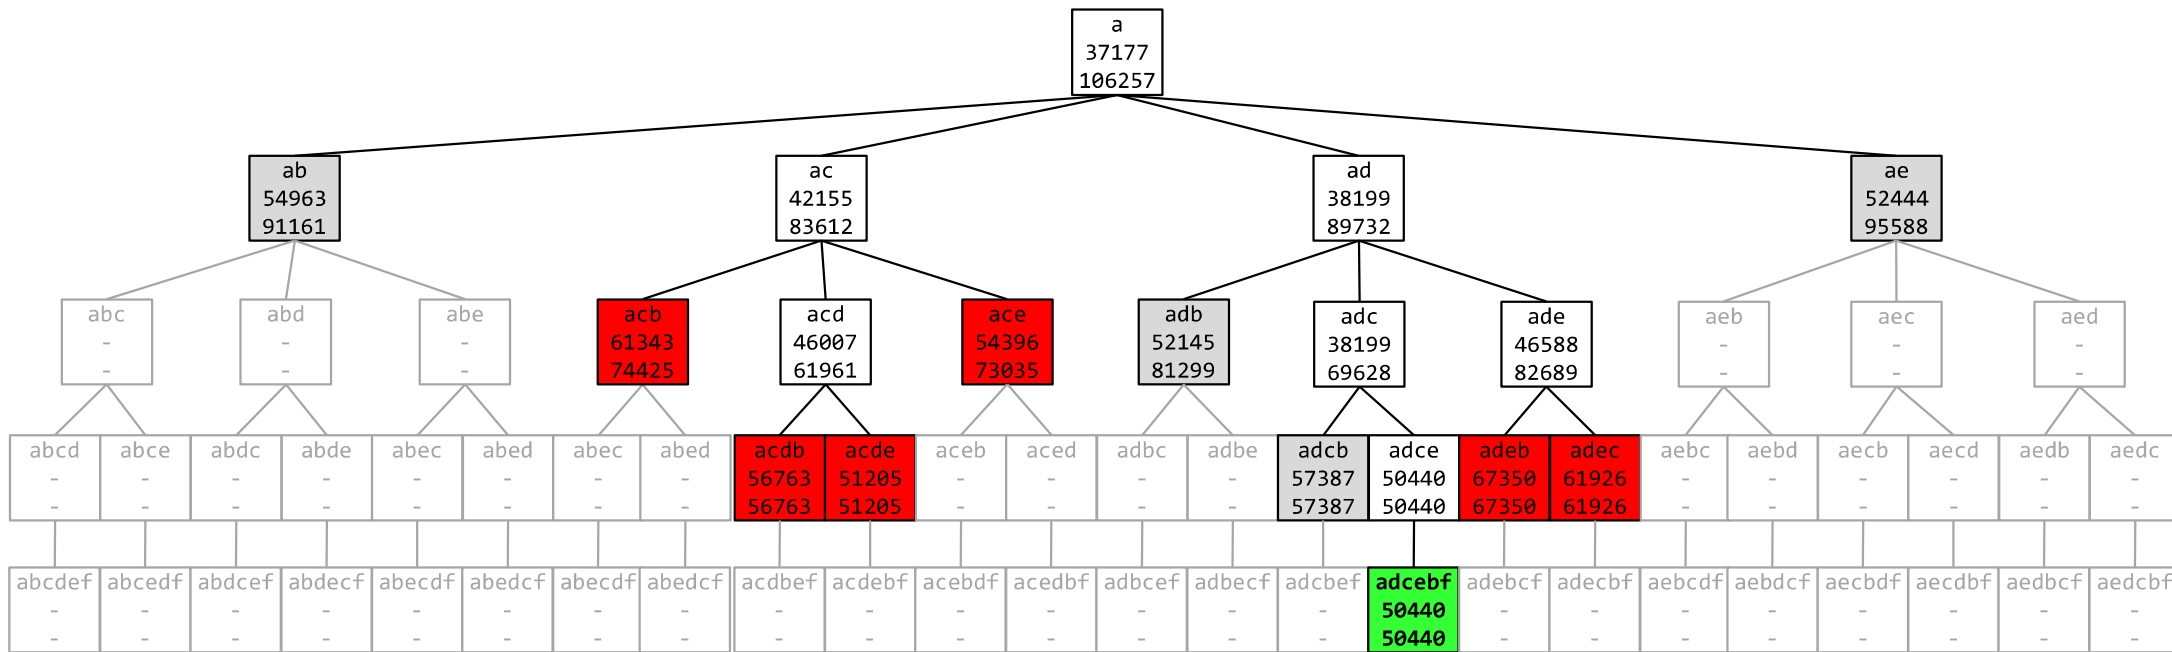 a
37177
106257
ab
54963
91161
ac
42155
83612
ad
38199
89732
ae
52444
95588
abc
-
-
abd
-
-
abe
-
-
acb
61343
74425
acd
46007
61961
ace
54396
73035
adb
52145
81299
adc
38199
69628
ade
46588
82689
aeb
-
-
aec
-
-
aed
-
-
abcd
-
-
abce
-
-
abdc
-
-
abde
-
-
abec
-
-
abed
-
-
abec
-
-
abed
-
-
acdb
56763
56763
acde
51205
51205
aceb
-
-
aced
-
-
adbc
-
-
adbe
-
-
adcb
57387
57387
adce
50440
50440
adeb
67350
67350
adec
61926
61926
aebc
-
-
aebd
-
-
aecb
-
-
aecd
-
-
aedb
-
-
aedc
-
-
abcdef
-
-
abcedf
-
-
abdcef
-
-
abdecf
-
-
abecdf
-
-
abedcf
-
-
abecdf
-
-
abedcf
-
-
acdbef
-
-
acdebf
-
-
acebdf
-
-
acedbf
-
-
adbcef
-
-
adbecf
-
-
adcbef
-
-
adcebf
50440
50440
adebcf
-
-
adecbf
-
-
aebcdf
-
-
aebdcf
-
-
aecbdf
-
-
aecdbf
-
-
aedbcf
-
-
aedcbf
-
-